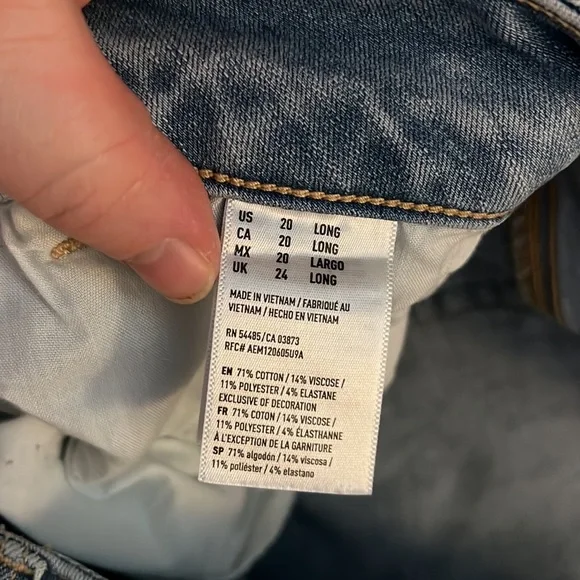 US 20 LONG
CA 20 LONG
MX 20 LARGO
UK 24 LONG
MADE IN VIETNAM / FABRIQUÉ AU
VIETNAM / HECHO EN VIETNAM
RN 54485/CA 03873
RFC# AEM120605U9A
EN 71% COTTON / 14% VISCOSE /
11% POLYESTER / 4% ELASTANE
EXCLUSIVE OF DECORATION
FR 71% COTON / 14% VISCOSE /
11% POLYESTER / 4% ÉLASTHANNE
À L'EXCEPTION DE LA GARNITURE
SP 71% algodón / 14% viscosa /
11% poliéster / 4% elastano